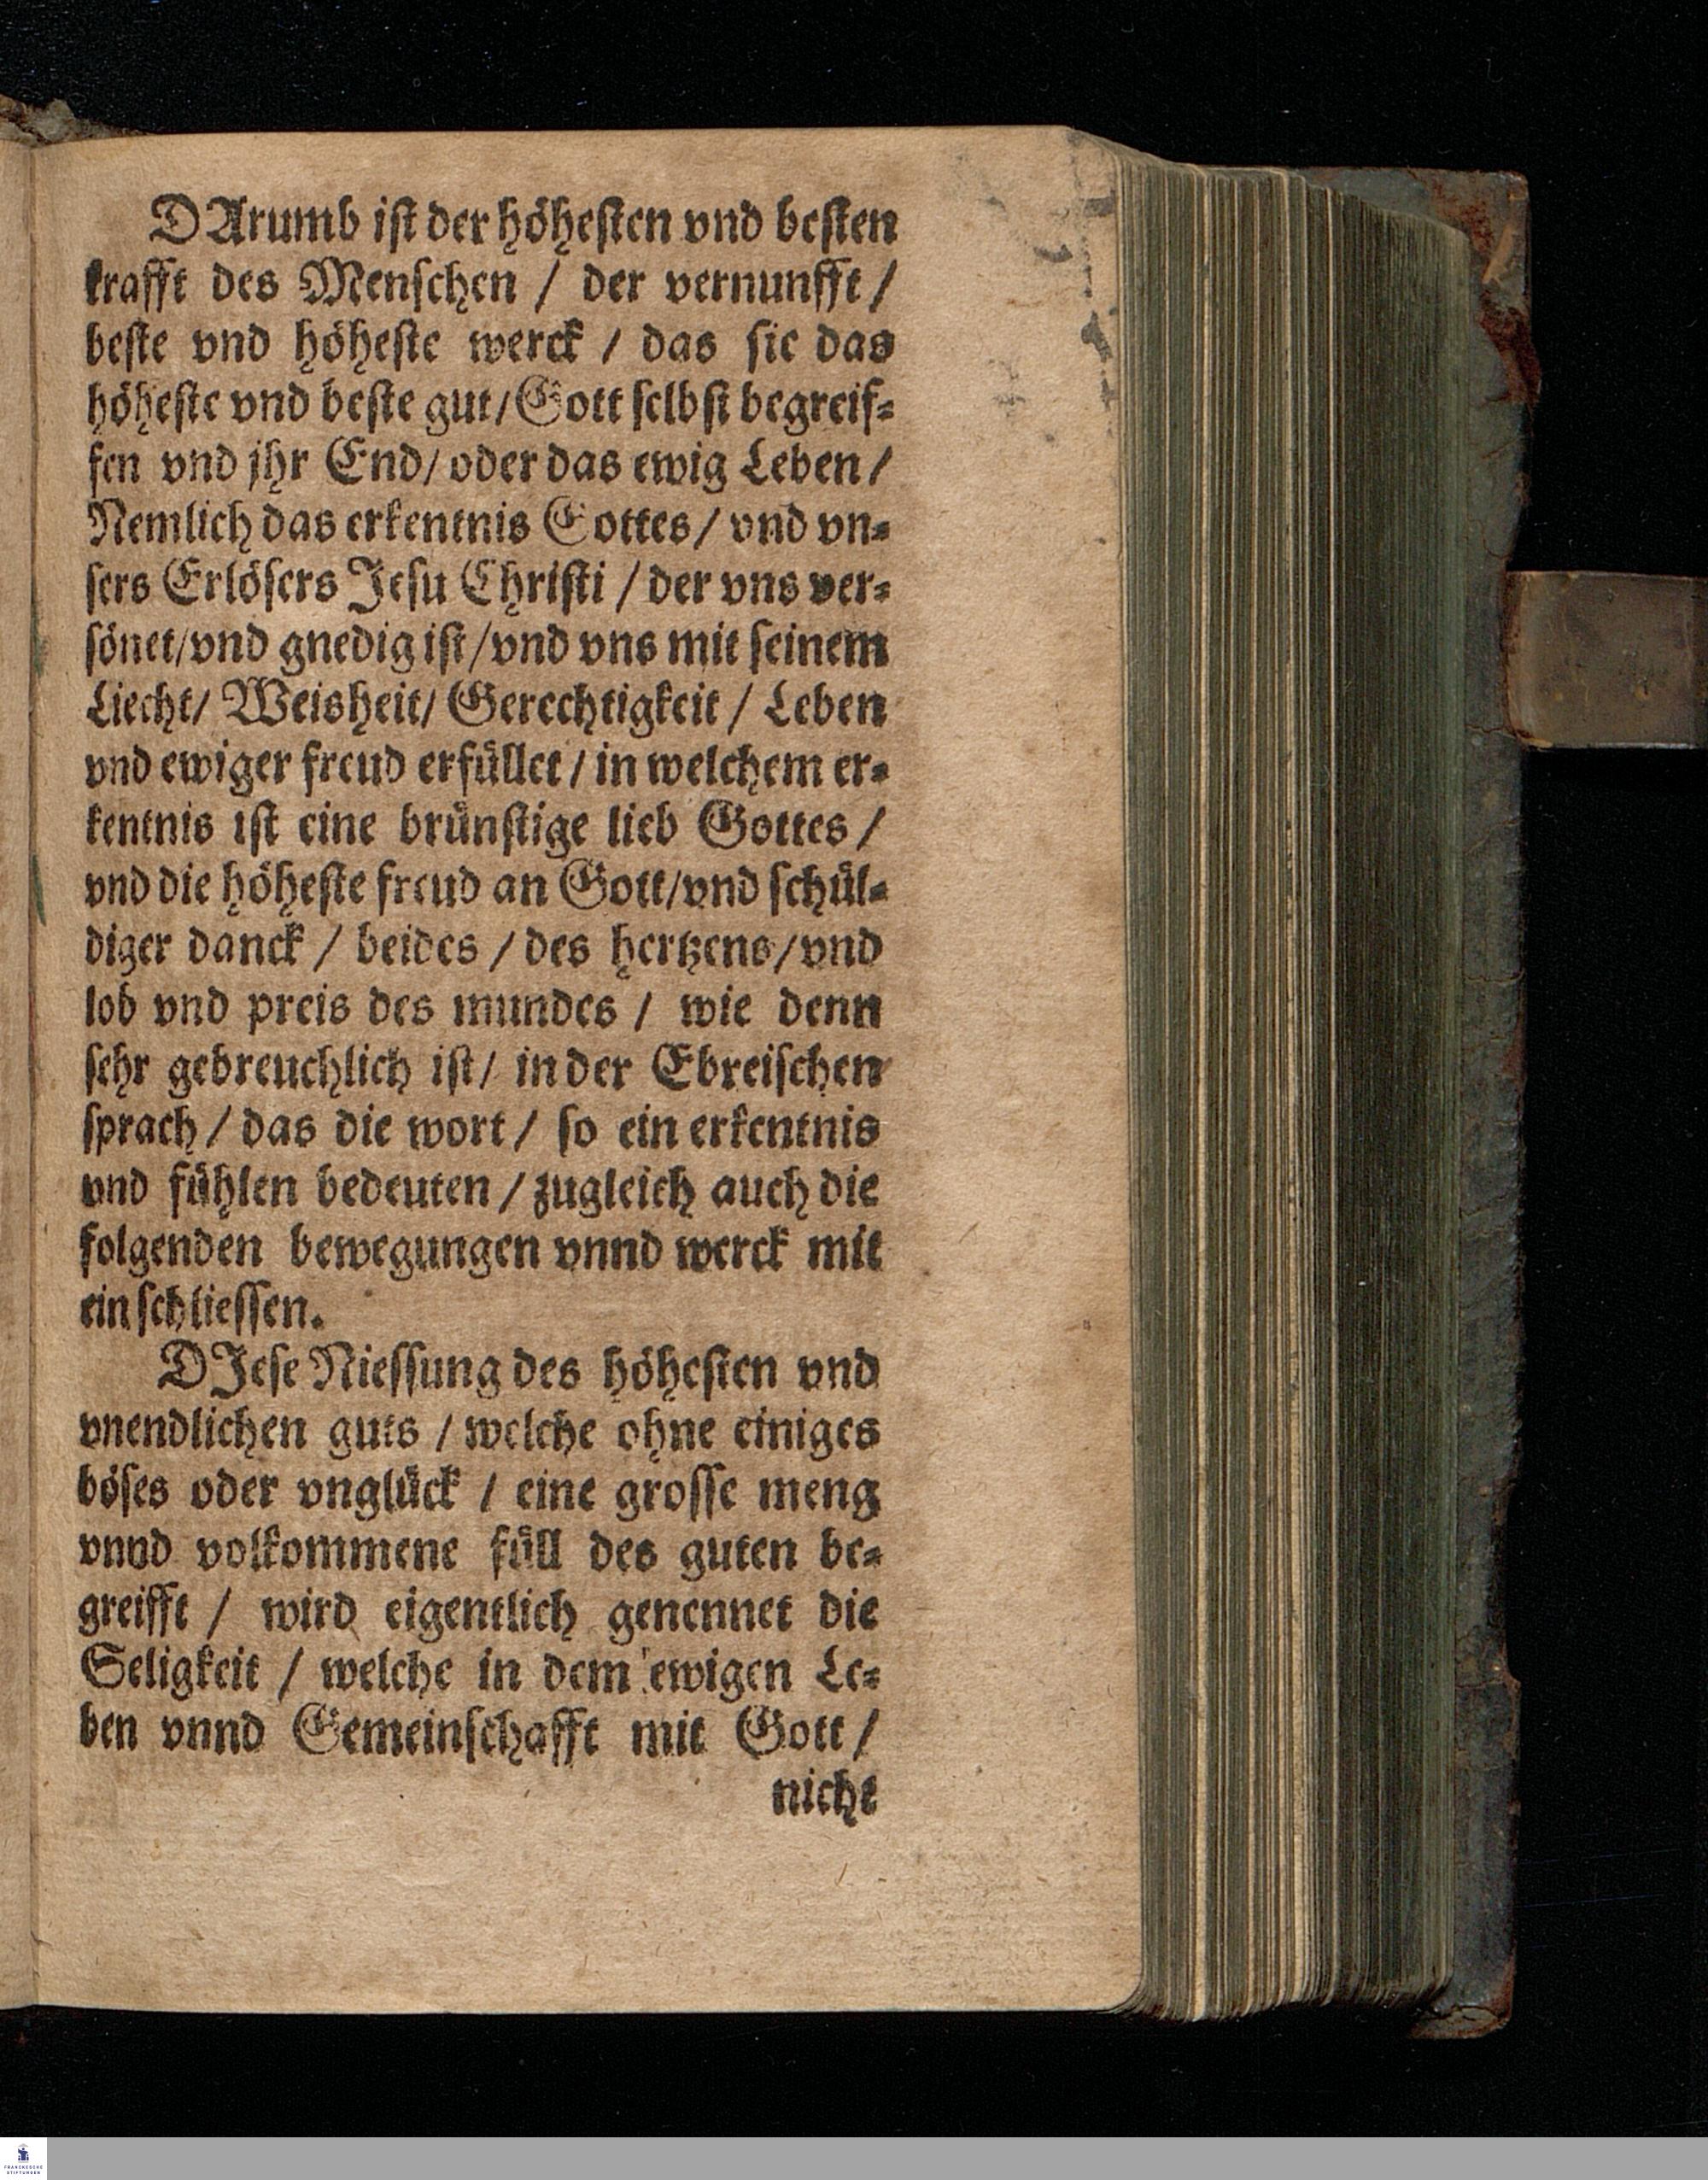 DArumb iſt der höheſten vnd beſten
krafft des Menſchen / der vernunfft /
beſte vnd höheſte werck / das ſie das
höheſte vnd beſte gut / Gott ſelbſt begreif⸗
fen vnd jhr End / oder das ewig Leben /
Nemlich das erkentnis Gottes / vnd vn⸗
ſers Erlöſers Jeſu Chriſti / der vns ver⸗
ſönet / vnd gnedig iſt / vnd vns mit ſeinem
Liecht / Weisheit / Gerechtigkeit / Leben
vnd ewiger freud erfüllet / in welchem er⸗
kentnis iſt eine brünſtige lieb Gottes /
vnd die höheſte freud an Gott / vnd ſchül⸗
diger danck / beides / des hertzens / vnd
lob vnd preis des mundes / wie denn
ſehr gebreuchlich iſt / in der Ebreiſchen
ſprach / das die wort / ſo ein erkentnis
vnd fühlen bedeuten / zugleich auch die
folgenden bewegungen vnnd werck mit
einſchlieſſen.
DJeſe Nieſſung des höheſten vnd
vnendlichen guts / welche ohne einiges
böſes oder vnglück / eine groſſe meng
vnnd volkommene füll des guten be⸗
greifft / wird eigentlich genennet die
Seligkeit / welche in dem ewigen Le⸗
ben vnnd Gemeinſchafft mit Gott /
nicht
FRANCKESCHE
STIFTUNGEN